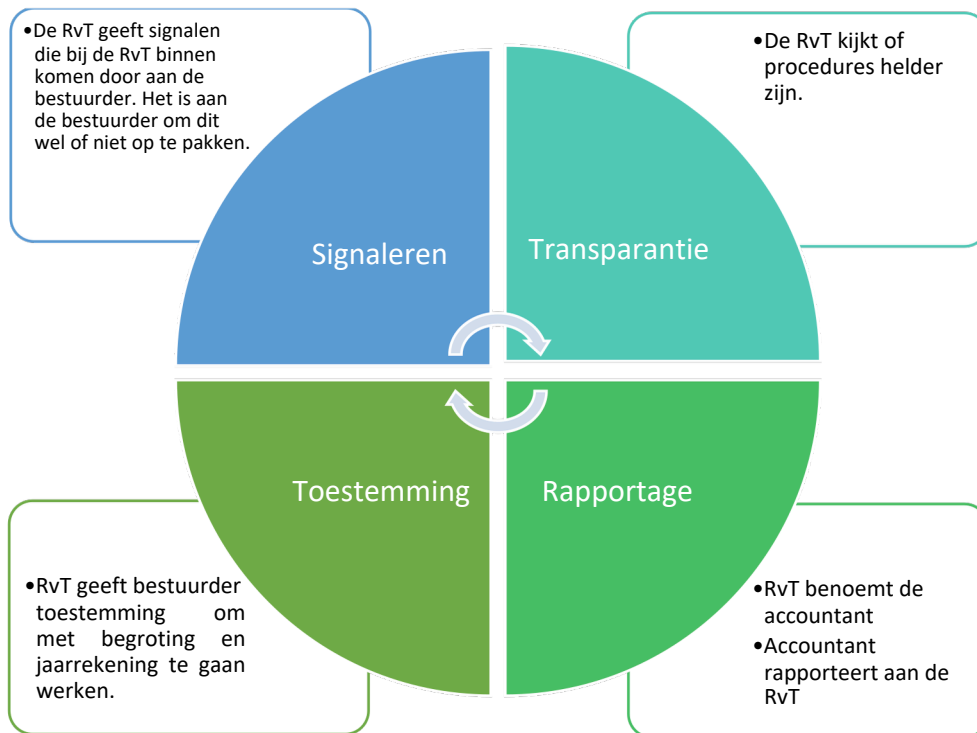 •De RvT geeft signalen
die bij de RvT binnen
komen door aan de
bestuurder. Het is aan
de bestuurder om dit
wel of niet op te pakken.
•De RvT kijkt of
procedures helder
zijn.
Signaleren
Transparantie
Toestemming
Rapportage
•RvT geeft bestuurder
toestemming om
met begroting en
jaarrekening te gaan
werken.
•RvT benoemt de
accountant
•Accountant
rapporteert aan de
RvT